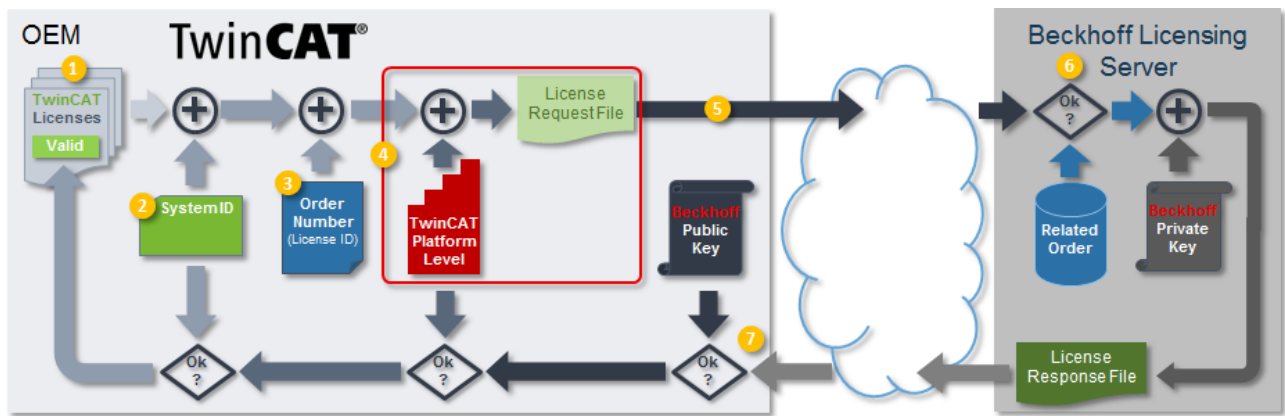 OEM
TwinCAT®
Beckhoff Licensing
Server
1
TwinCAT
Licenses
Valid
2
SystemID
3
Order
Number
(License ID)
4
TwinCAT
Platform
Level
License
Request File
5
Beckhoff
Public
Key
6
Ok
?
Related
Order
Beckhoff
Private
Key
License
Response File
7
Ok
?
Ok
?
Ok
?